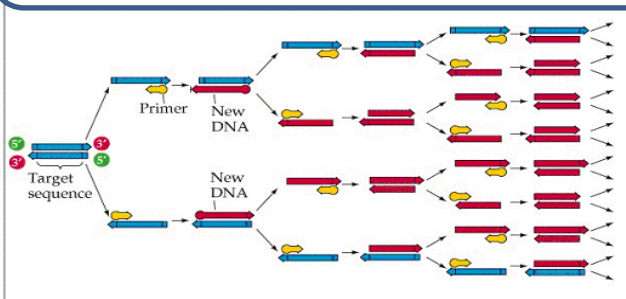 Primer
New
DNA
5' 3'
3' 5'
Target
sequence
New
DNA